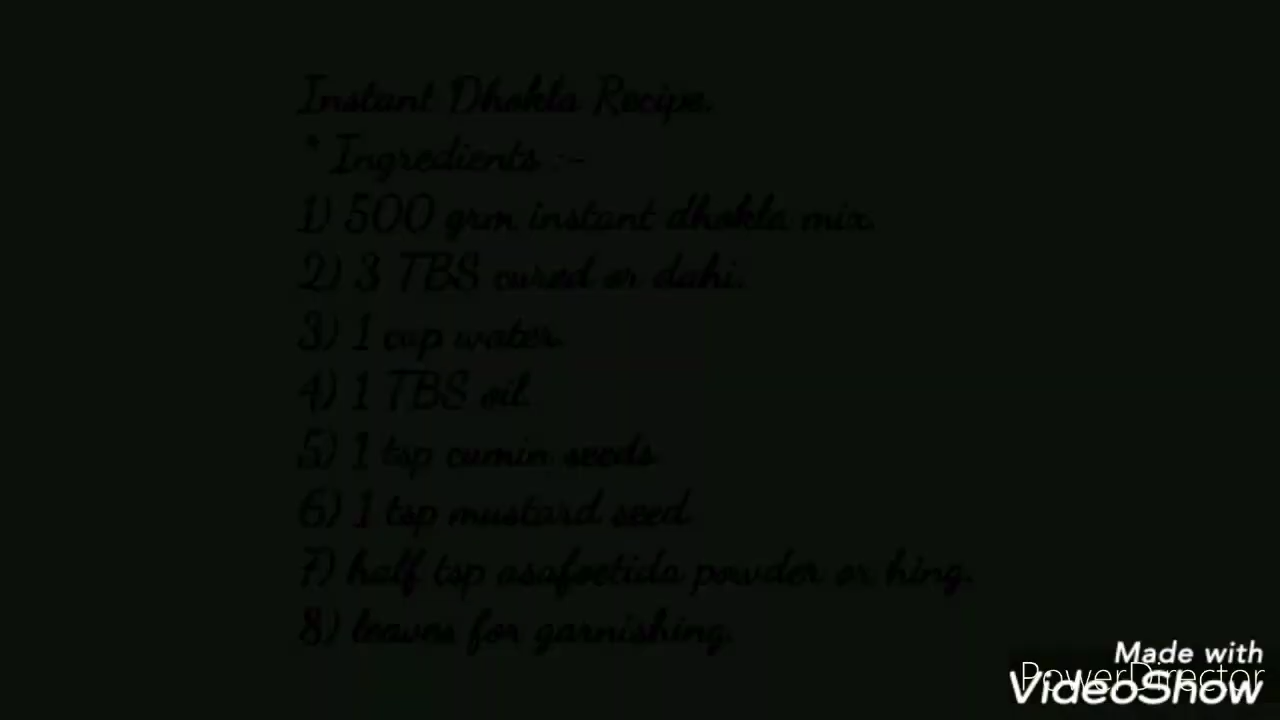 Instant Dhokla Recipe.
* Ingredients :-
1) 500 grm instant dhokla mix.
2) 3 TBS cured or dahi.
3) 1 cup water.
4) 1 TBS oil.
5) 1 tsp cumin seeds
6) 1 tsp mustard seed
7) half tsp asafoetida powder or hing.
8) leaves for garnishing.
Made with
PowerDirector
VideoShow